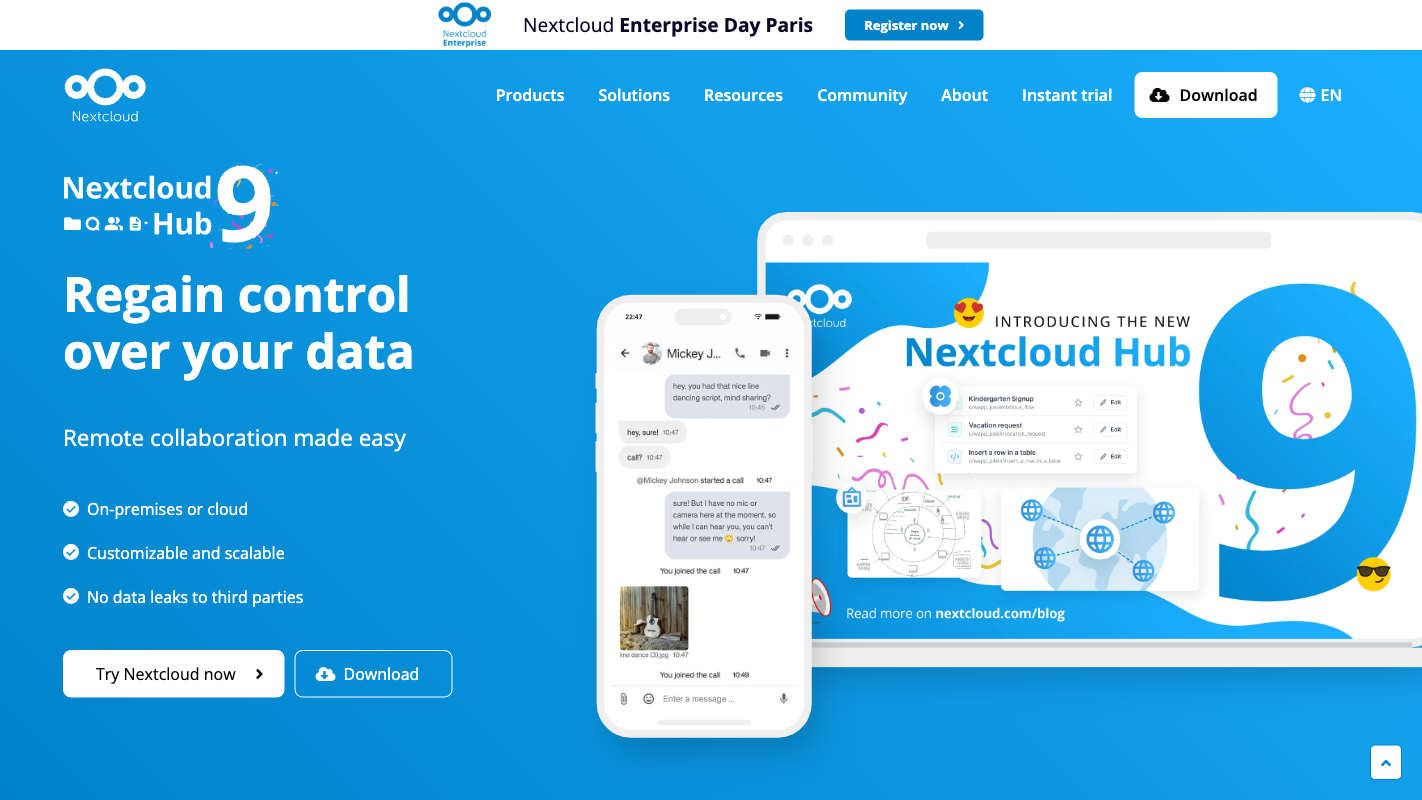 Nextcloud
Enterprise
Nextcloud Enterprise Day Paris
Register now
Nextcloud
Products
Solutions
Resources
Community
About
Instant trial
Download
EN
Nextcloud
Hub
9
Regain control
over your data
Remote collaboration made easy
On-premises or cloud
Customizable and scalable
No data leaks to third parties
Try Nextcloud now
Download
22:47
Mickey J...
hey, you had that nice line
dancing script, mind sharing?
10:45
hey, sure! 10:47
call? 10:47
@Mickey Johnson started a call 10:47
sure! But I have no mic or
camera here at the moment, so
while I can hear you, you can't
hear or see me 🙄 sorry!
10:47
You joined the call 10:47
line dance (3).jpg 10:47
You joined the call 10:49
Enter a message ...
tcloud
INTRODUCING THE NEW
Nextcloud Hub
9
Kindergarten Signup
Edit
Vacation request
Edit
Insert a row in a table
Edit
Read more on nextcloud.com/blog